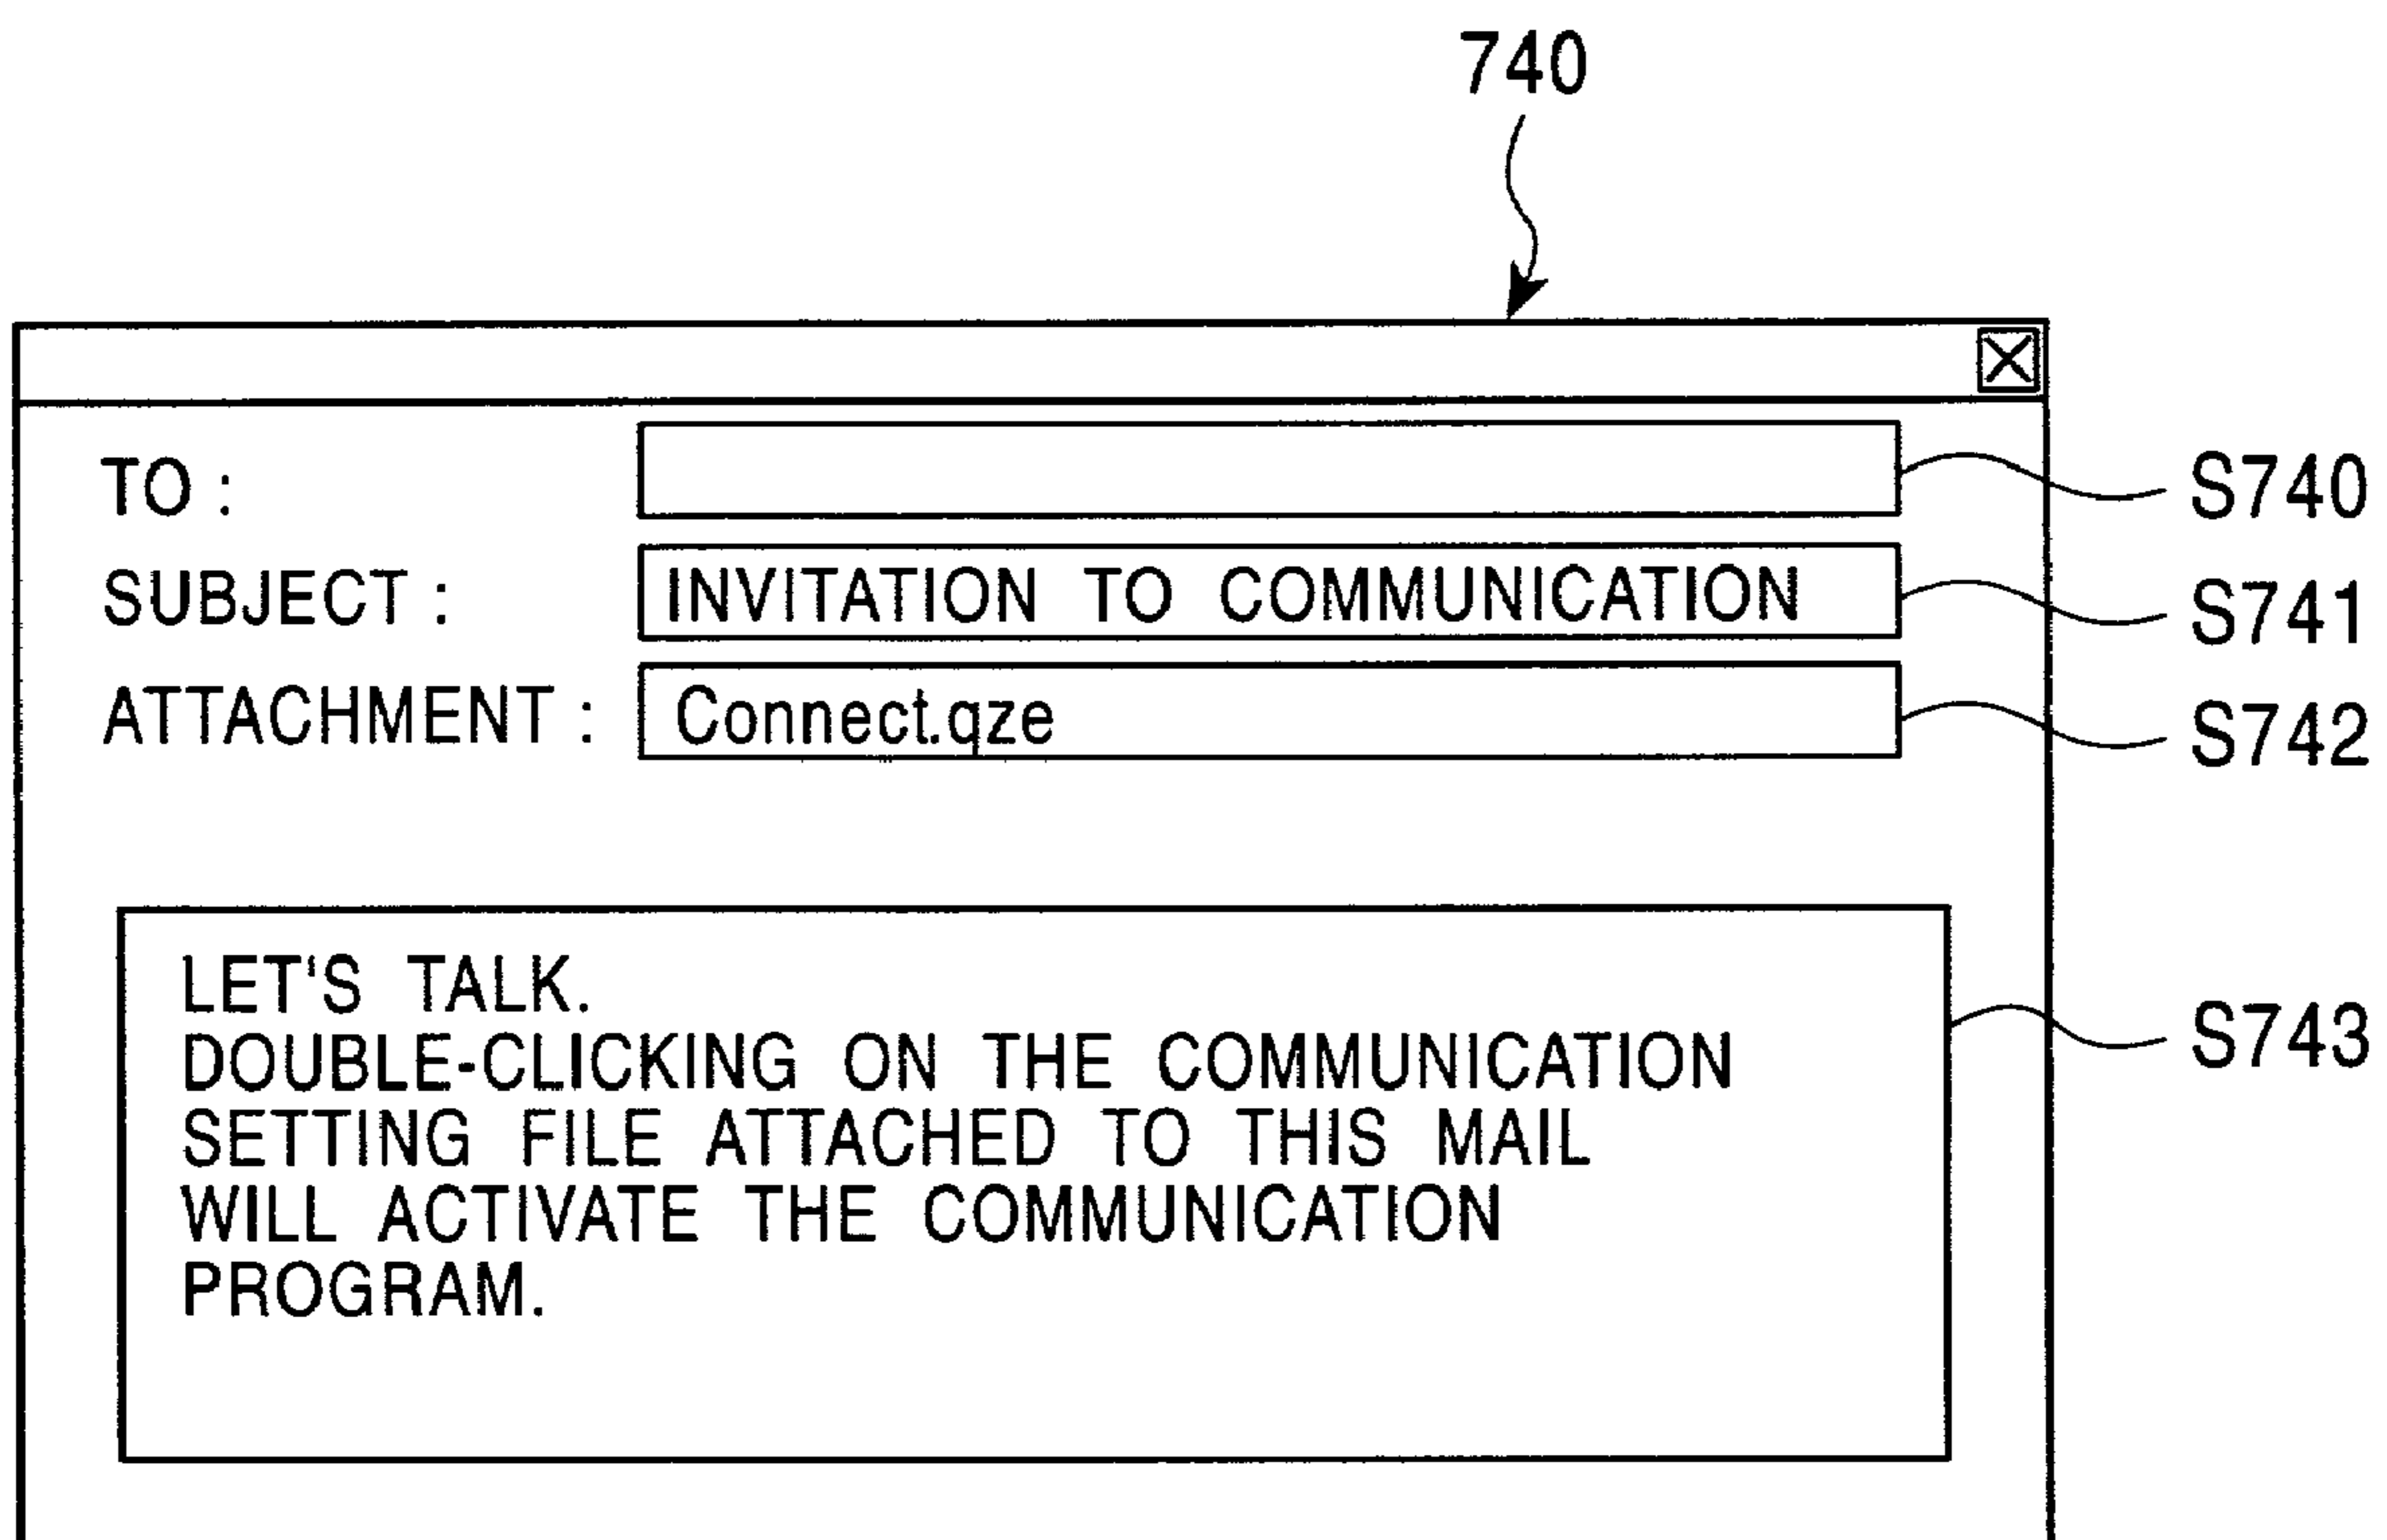 740
TO : S740
SUBJECT : INVITATION TO COMMUNICATION S741
ATTACHMENT : Connect.qze S742
LET'S TALK.
DOUBLE-CLICKING ON THE COMMUNICATION
SETTING FILE ATTACHED TO THIS MAIL
WILL ACTIVATE THE COMMUNICATION
PROGRAM.
S743